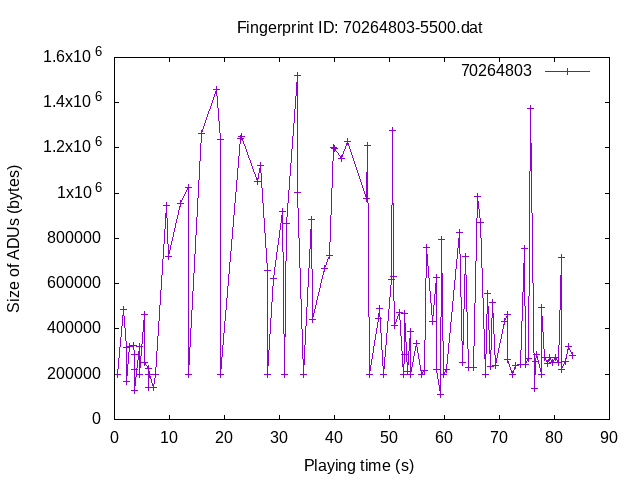 Fingerprint ID: 70264803-5500.dat
70264803
1.6x10^6
1.4x10^6
1.2x10^6
1x10^6
800000
600000
400000
200000
0
Size of ADUs (bytes)
0 10 20 30 40 50 60 70 80 90
Playing time (s)